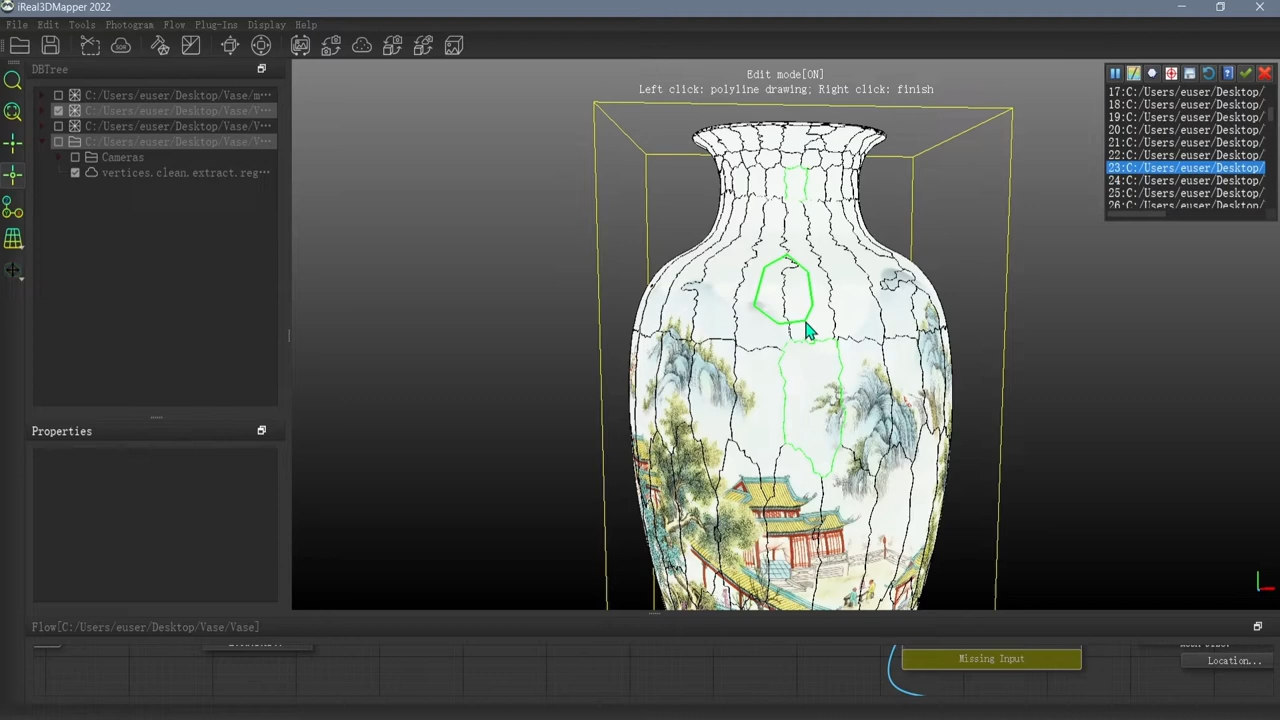 iReal3DMapper 2022
File Edit Tools Photogram Flow Plug-Ins Display Help
DBTree
C:/Users/euser/Desktop/Vase/m···
C:/Users/euser/Desktop/Vase/V···
C:/Users/euser/Desktop/Vase/V···
C:/Users/euser/Desktop/Vase/V···
Cameras
vertices.clean.extract.reg···
Properties
Edit mode[ON]
Left click: polyline drawing; Right click: finish
17:C:/Users/euser/Desktop/
18:C:/Users/euser/Desktop/
19:C:/Users/euser/Desktop/
20:C:/Users/euser/Desktop/
21:C:/Users/euser/Desktop/
22:C:/Users/euser/Desktop/
23:C:/Users/euser/Desktop/
24:C:/Users/euser/Desktop/
25:C:/Users/euser/Desktop/
26:C:/Users/euser/Desktop/
Flow[C:/Users/euser/Desktop/Vase/Vase]
Missing Input
Location...